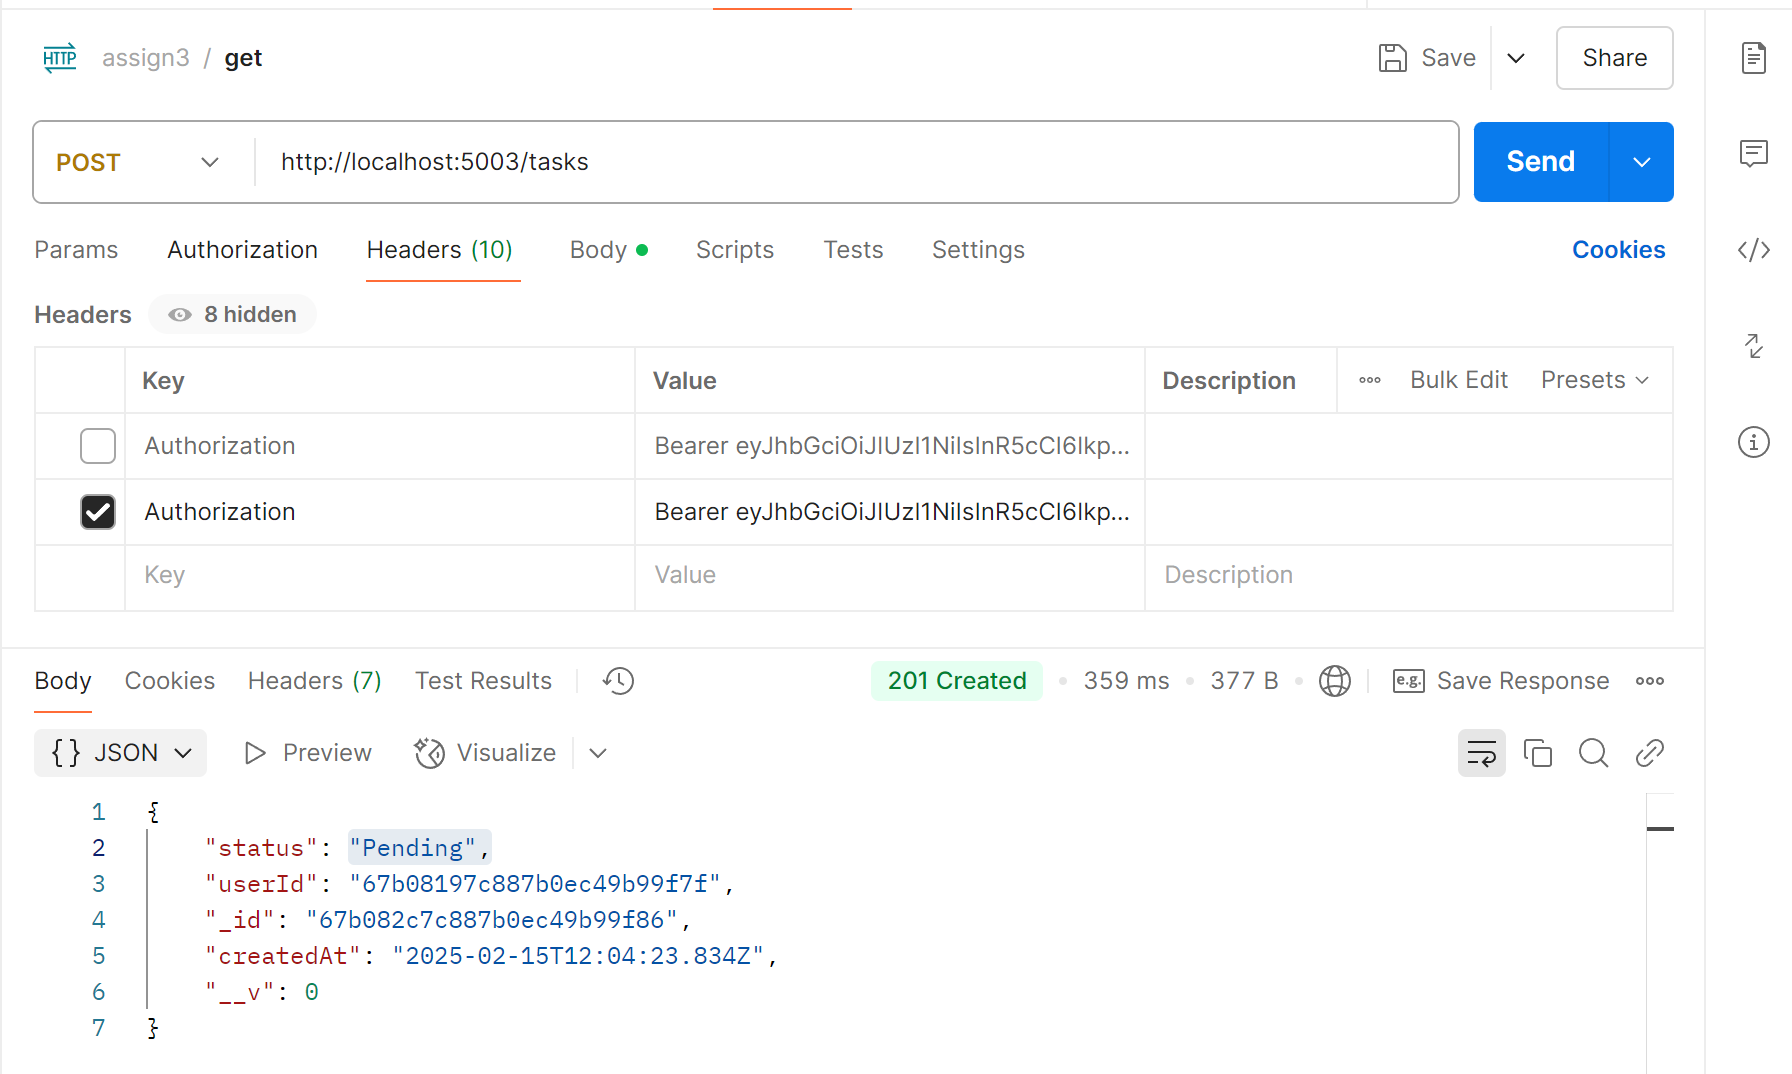 HTTP assign3 / get Save Share
POST http://localhost:5003/tasks Send
Params Authorization Headers (10) Body Scripts Tests Settings Cookies
Headers 8 hidden
Key Value Description Bulk Edit Presets
Authorization Bearer eyJhbGciOiJIUzI1NiIsInR5cCI6Ikp...
Authorization Bearer eyJhbGciOiJIUzI1NiIsInR5cCI6Ikp...
Key Value Description
Body Cookies Headers (7) Test Results 201 Created 359 ms 377 B e.g. Save Response
{} JSON Preview Visualize
1 {
2 "status": "Pending",
3 "userId": "67b08197c887b0ec49b99f7f",
4 "_id": "67b082c7c887b0ec49b99f86",
5 "createdAt": "2025-02-15T12:04:23.834Z",
6 "__v": 0
7 }